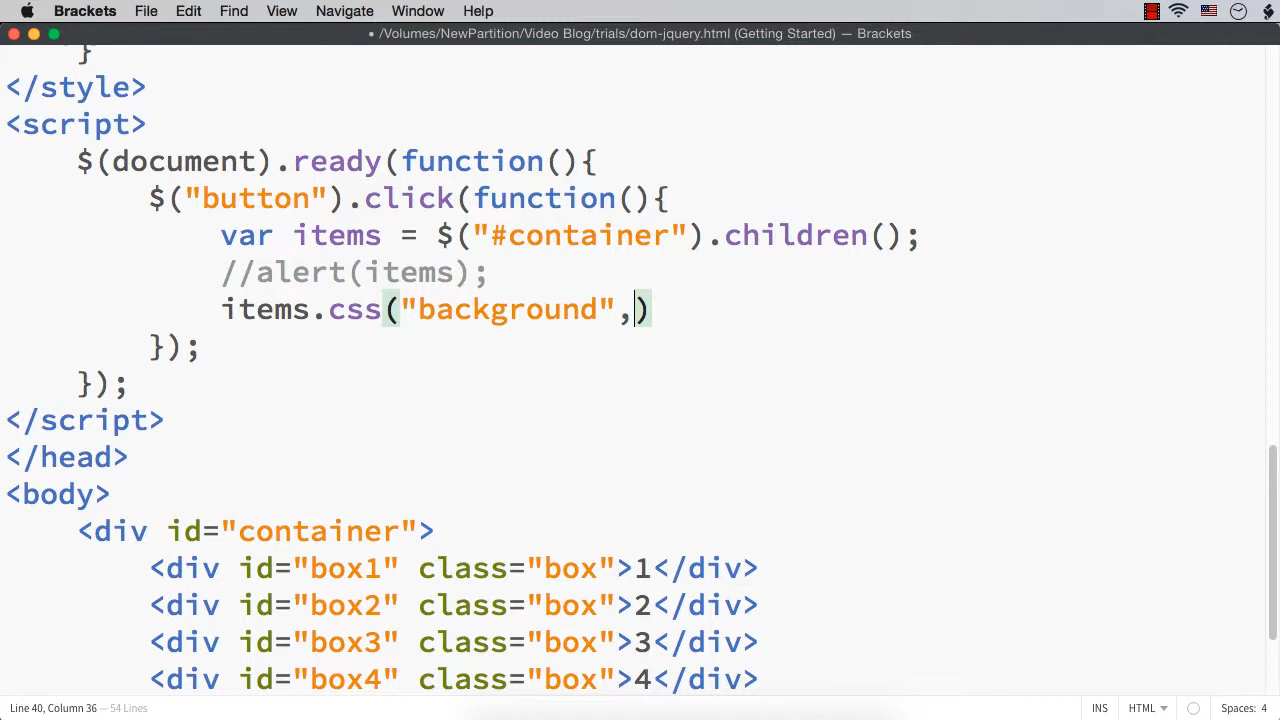 Brackets File Edit Find View Navigate Window Help
• /Volumes/NewPartition/Video Blog/trials/dom-jquery.html (Getting Started) — Brackets
}
</style>
<script>
$(document).ready(function(){
$("button").click(function(){
var items = $("#container").children();
//alert(items);
items.css("background",)
});
});
</script>
</head>
<body>
<div id="container">
<div id="box1" class="box">1</div>
<div id="box2" class="box">2</div>
<div id="box3" class="box">3</div>
<div id="box4" class="box">4</div>
Line 40, Column 36 — 54 Lines INS HTML Spaces: 4